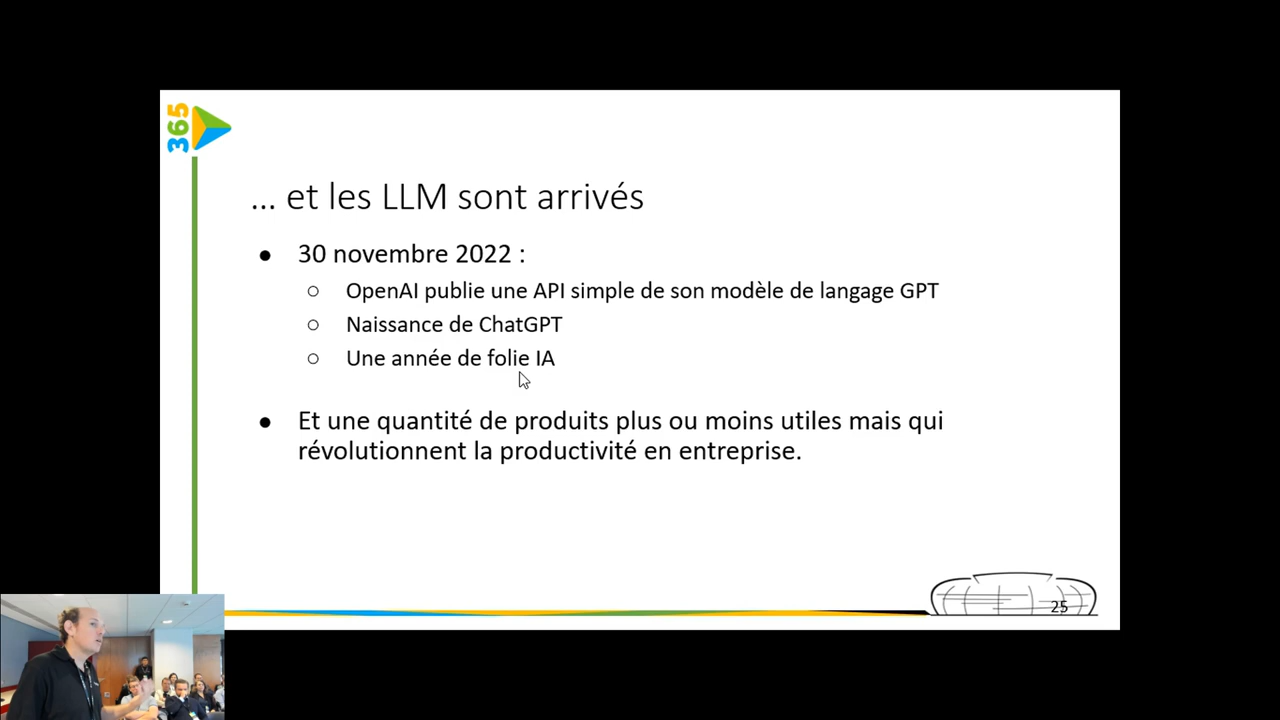 365
... et les LLM sont arrivés
● 30 novembre 2022 :
○ OpenAI publie une API simple de son modèle de langage GPT
○ Naissance de ChatGPT
○ Une année de folie IA
● Et une quantité de produits plus ou moins utiles mais qui
révolutionnent la productivité en entreprise.
25